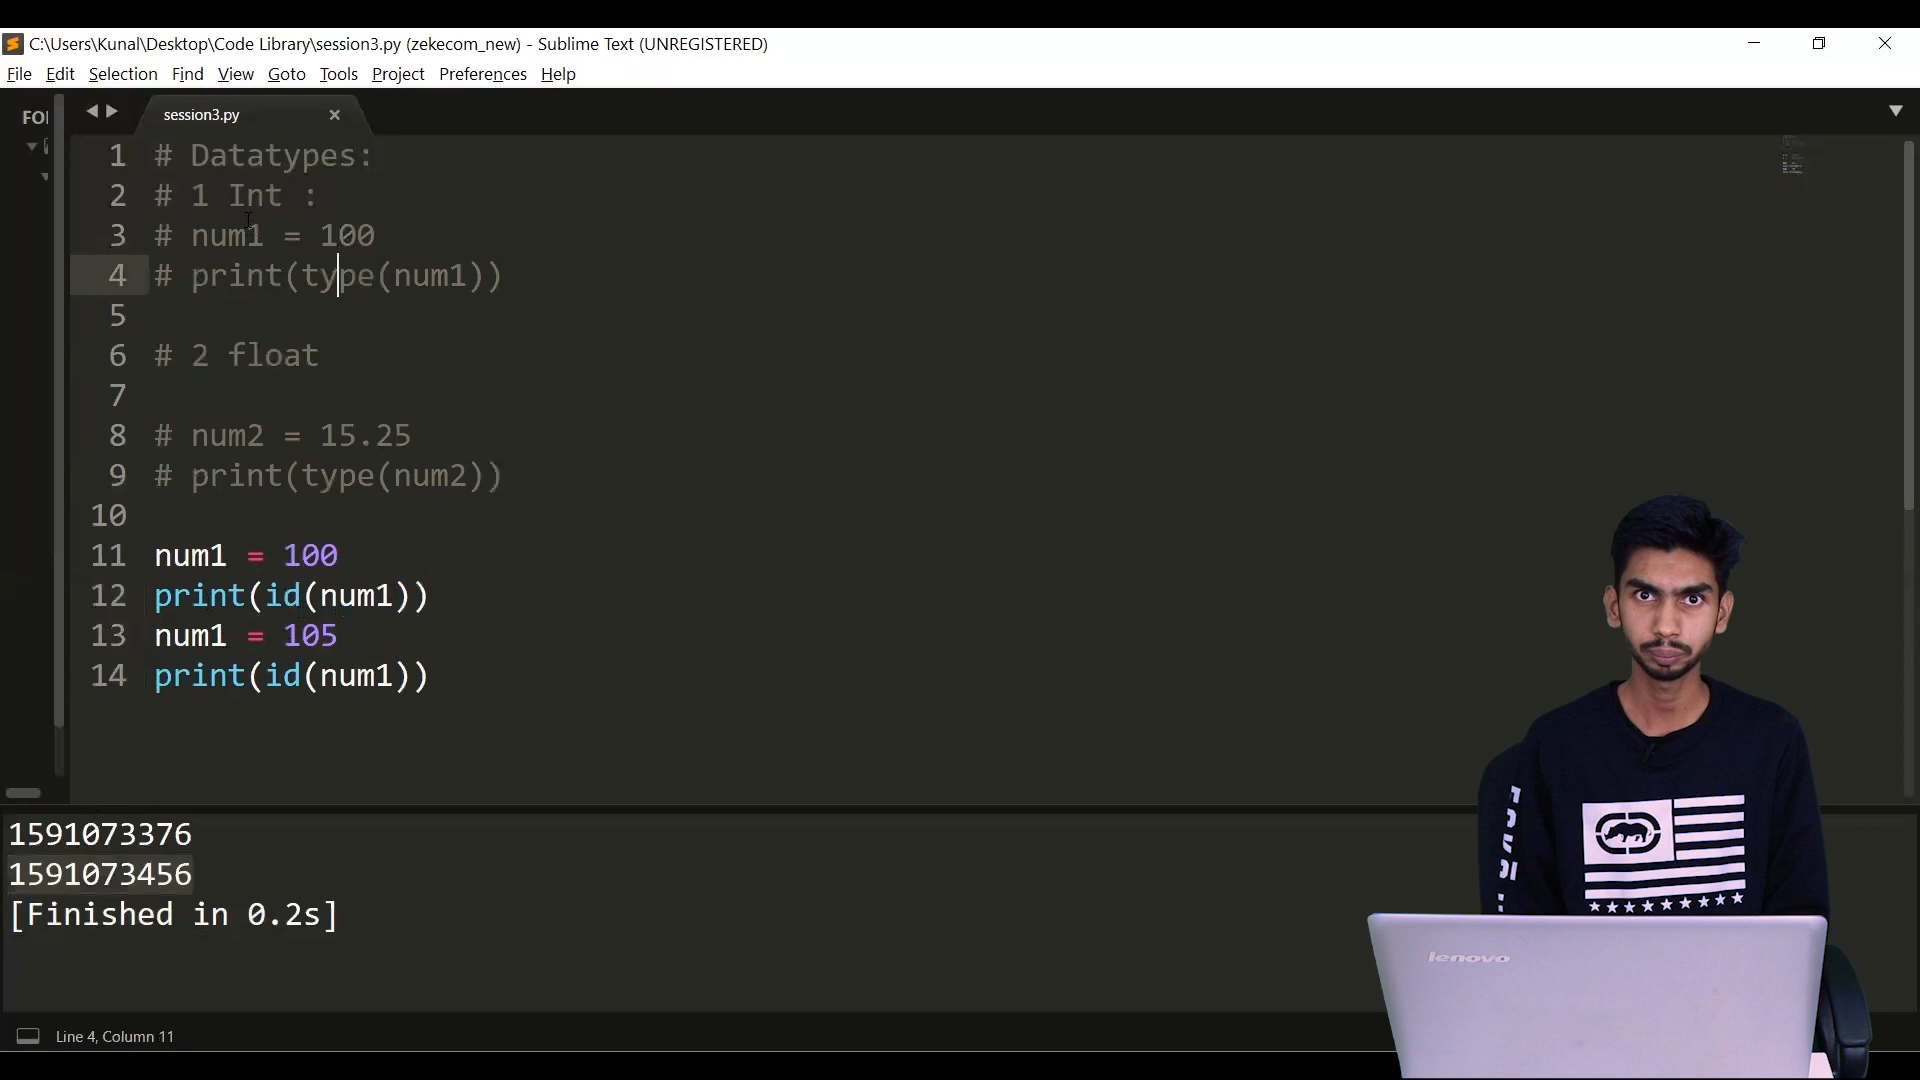 C:\Users\Kunal\Desktop\Code Library\session3.py (zekecom_new) - Sublime Text (UNREGISTERED)
File Edit Selection Find View Goto Tools Project Preferences Help
session3.py
1 # Datatypes:
2 # 1 Int :
3 # num1 = 100
4 # print(type(num1))
5
6 # 2 float
7
8 # num2 = 15.25
9 # print(type(num2))
10
11 num1 = 100
12 print(id(num1))
13 num1 = 105
14 print(id(num1))
1591073376
1591073456
[Finished in 0.2s]
Line 4, Column 11
lenovo